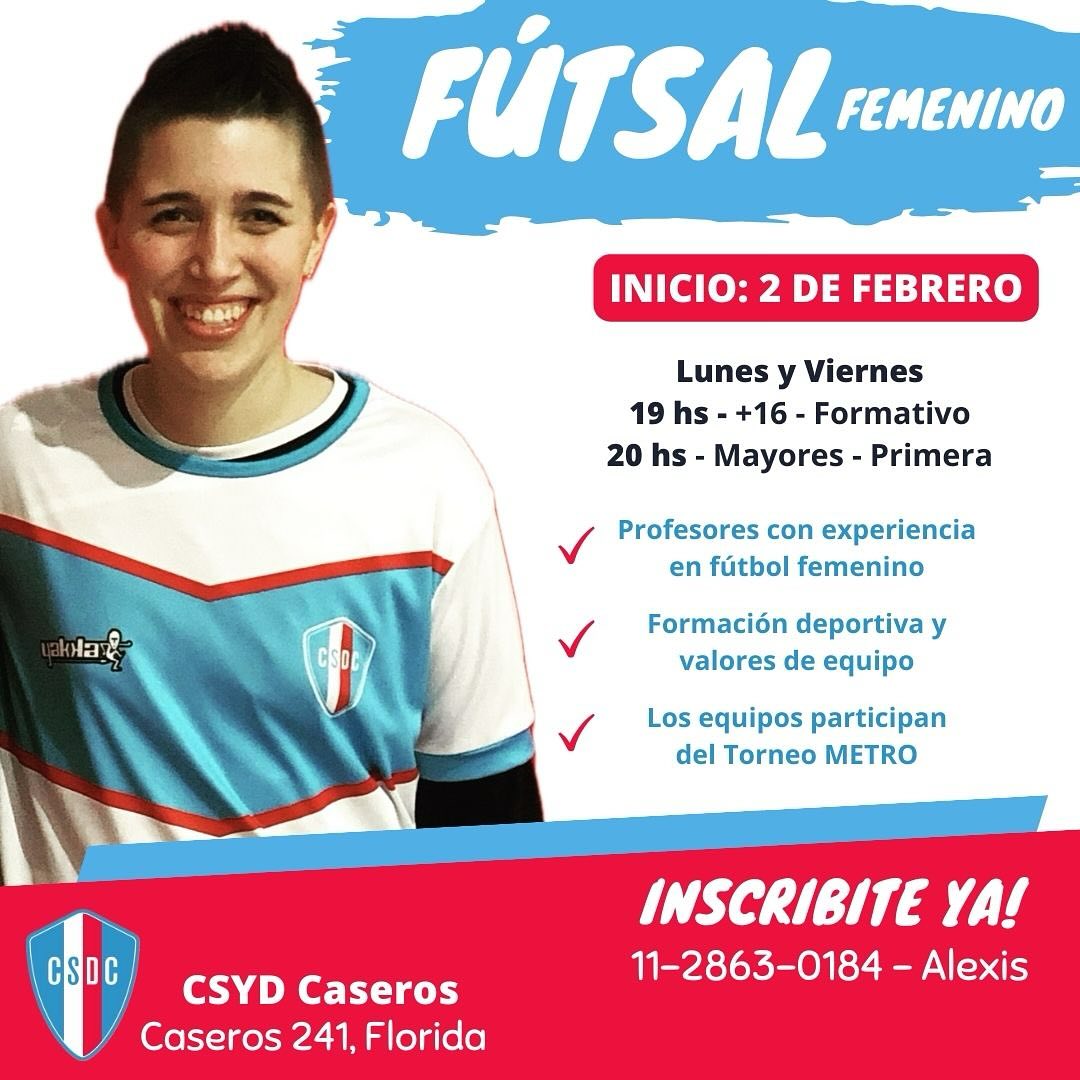 FÚTSAL FEMENINO
INICIO: 2 DE FEBRERO
Lunes y Viernes
19 hs - +16 - Formativo
20 hs - Mayores - Primera
Profesores con experiencia
en fútbol femenino
Formación deportiva y
valores de equipo
Los equipos participan
del Torneo METRO
yakka
CSDC
INSCRIBITE YA!
11-2863-0184 - Alexis
CSDC
CSYD Caseros
Caseros 241, Florida